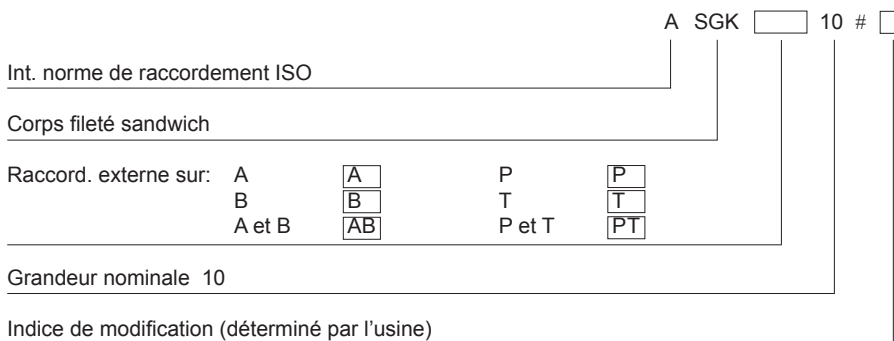 A SGK 10 #
Int. norme de raccordement ISO
Corps fileté sandwich
Raccord. externe sur: A A P P
B B T T
A et B AB P et T PT
Grandeur nominale 10
Indice de modification (déterminé par l'usine)